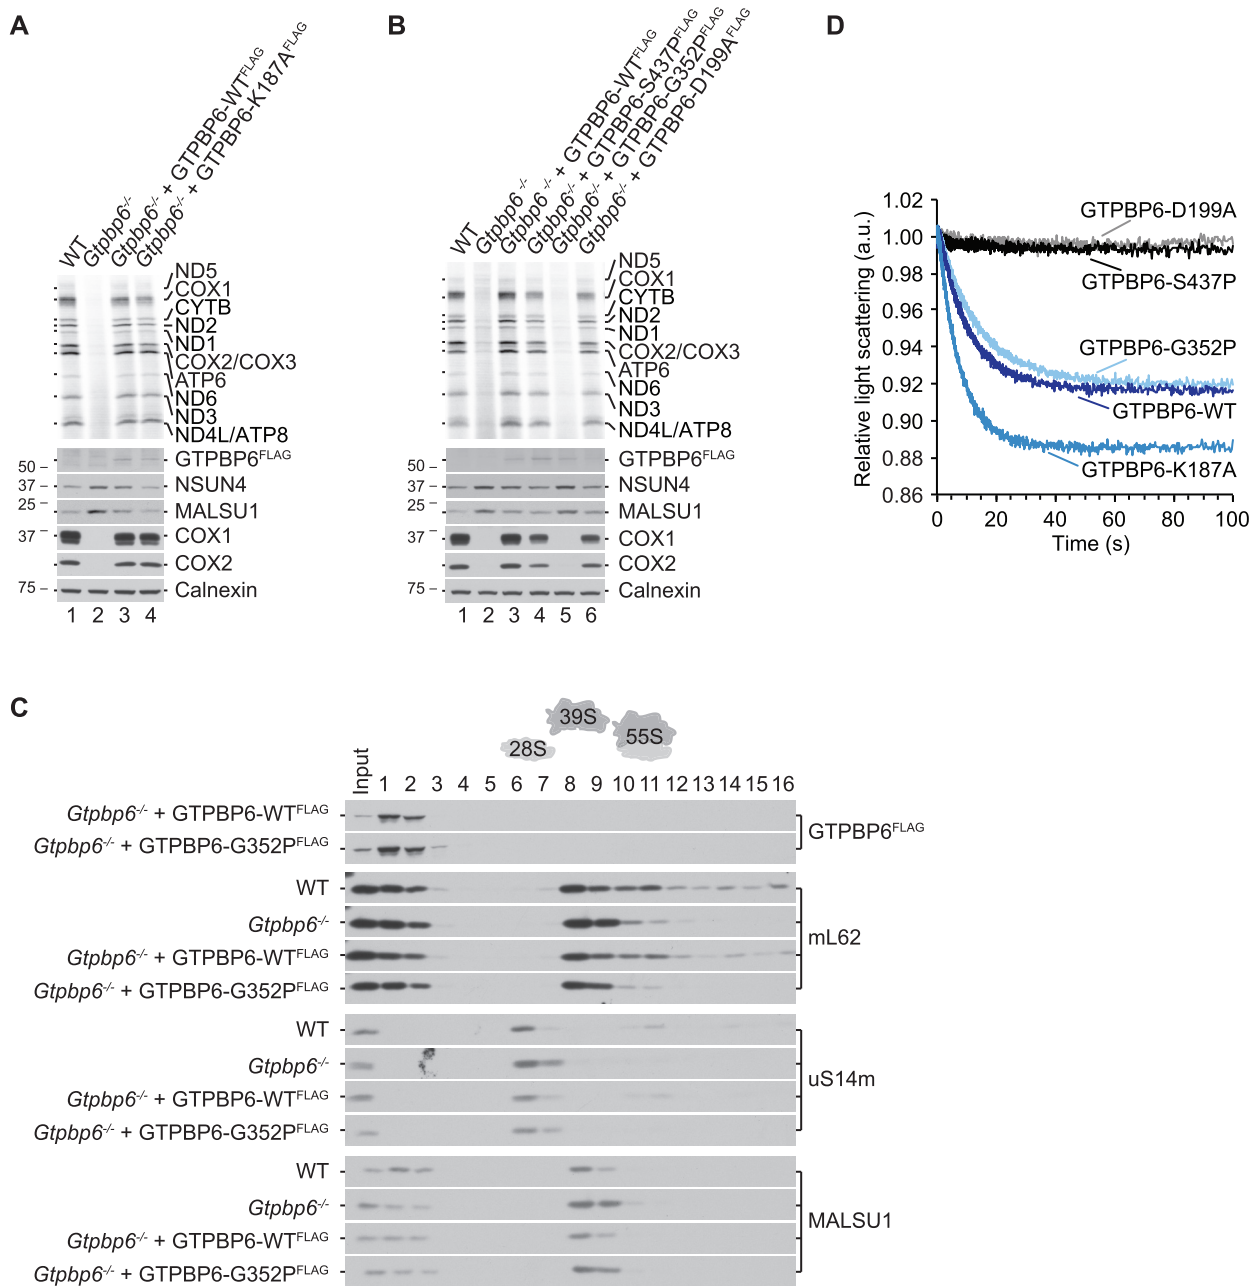 A
WT
Gtpbp6-/-
Gtpbp6-/- + GTPBP6-WTFLAG
Gtpbp6-/- + GTPBP6-K187AFLAG
ND5
COX1
CYTB
ND2
ND1
COX2/COX3
ATP6
ND6
ND3
ND4L/ATP8
50
GTPBP6FLAG
37
NSUN4
25
MALSU1
37
COX1
COX2
75
Calnexin
1 2 3 4
B
WT
Gtpbp6-/-
Gtpbp6-/- + GTPBP6-WTFLAG
Gtpbp6-/- + GTPBP6-S437PFLAG
Gtpbp6-/- + GTPBP6-G352PFLAG
Gtpbp6-/- + GTPBP6-D199AFLAG
ND5
COX1
CYTB
ND2
ND1
COX2/COX3
ATP6
ND6
ND3
ND4L/ATP8
50
GTPBP6FLAG
37
NSUN4
25
MALSU1
37
COX1
COX2
75
Calnexin
1 2 3 4 5 6
D
Relative light scattering (a.u.)
1.02
1.00
0.98
0.96
0.94
0.92
0.90
0.88
0.86
GTPBP6-D199A
GTPBP6-S437P
GTPBP6-G352P
GTPBP6-WT
GTPBP6-K187A
0 20 40 60 80 100
Time (s)
C
28S
39S
55S
Input 1 2 3 4 5 6 7 8 9 10 11 12 13 14 15 16
Gtpbp6-/- + GTPBP6-WTFLAG
Gtpbp6-/- + GTPBP6-G352PFLAG
GTPBP6FLAG
WT
Gtpbp6-/-
Gtpbp6-/- + GTPBP6-WTFLAG
Gtpbp6-/- + GTPBP6-G352PFLAG
mL62
WT
Gtpbp6-/-
Gtpbp6-/- + GTPBP6-WTFLAG
Gtpbp6-/- + GTPBP6-G352PFLAG
uS14m
WT
Gtpbp6-/-
Gtpbp6-/- + GTPBP6-WTFLAG
Gtpbp6-/- + GTPBP6-G352PFLAG
MALSU1